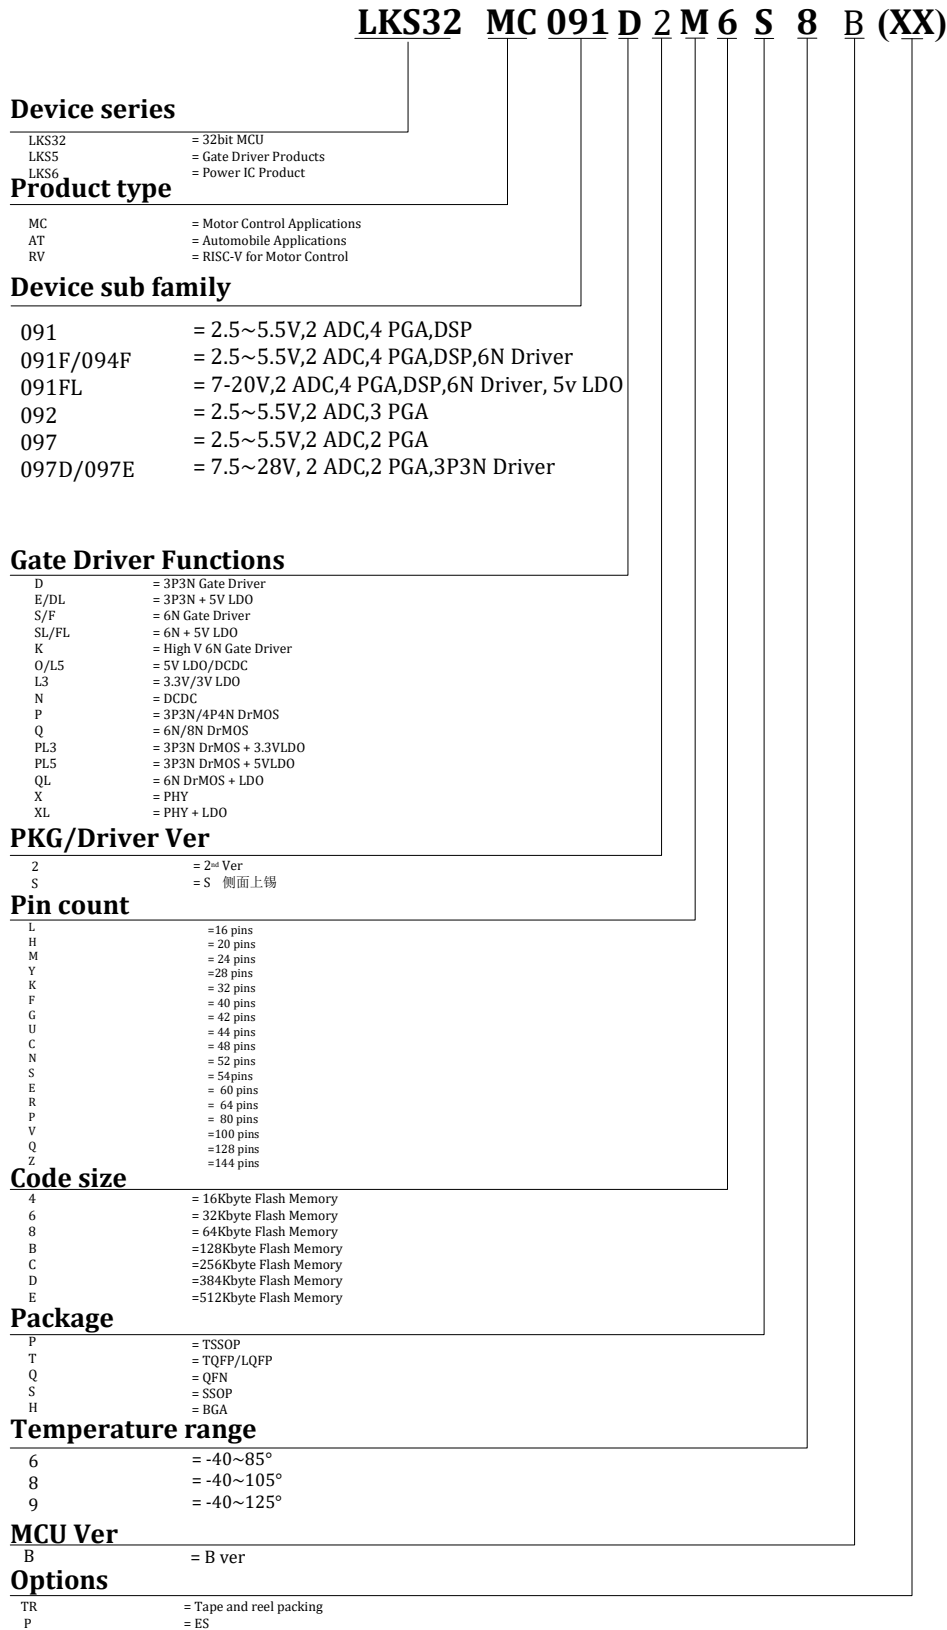 LKS32 MC 091 D 2 M 6 S 8 B (XX)
Device series
LKS32 = 32bit MCU
LKS5 = Gate Driver Products
LKS6 = Power IC Product
Product type
MC = Motor Control Applications
AT = Automobile Applications
RV = RISC-V for Motor Control
Device sub family
091 = 2.5~5.5V,2 ADC,4 PGA,DSP
091F/094F = 2.5~5.5V,2 ADC,4 PGA,DSP,6N Driver
091FL = 7-20V,2 ADC,4 PGA,DSP,6N Driver, 5v LDO
092 = 2.5~5.5V,2 ADC,3 PGA
097 = 2.5~5.5V,2 ADC,2 PGA
097D/097E = 7.5~28V, 2 ADC,2 PGA,3P3N Driver
Gate Driver Functions
D = 3P3N Gate Driver
E/DL = 3P3N + 5V LDO
S/F = 6N Gate Driver
SL/FL = 6N + 5V LDO
K = High V 6N Gate Driver
O/L5 = 5V LDO/DCDC
L3 = 3.3V/3V LDO
N = DCDC
P = 3P3N/4P4N DrMOS
Q = 6N/8N DrMOS
PL3 = 3P3N DrMOS + 3.3VLDO
PL5 = 3P3N DrMOS + 5VLDO
QL = 6N DrMOS + LDO
X = PHY
XL = PHY + LDO
PKG/Driver Ver
2 = 2nd Ver
S = S 侧面上锡
Pin count
L =16 pins
H = 20 pins
M = 24 pins
Y =28 pins
K = 32 pins
F = 40 pins
G = 42 pins
U = 44 pins
C = 48 pins
N = 52 pins
S = 54pins
E = 60 pins
R = 64 pins
P = 80 pins
V =100 pins
Q =128 pins
Z =144 pins
Code size
4 = 16Kbyte Flash Memory
6 = 32Kbyte Flash Memory
8 = 64Kbyte Flash Memory
B =128Kbyte Flash Memory
C =256Kbyte Flash Memory
D =384Kbyte Flash Memory
E =512Kbyte Flash Memory
Package
P = TSSOP
T = TQFP/LQFP
Q = QFN
S = SSOP
H = BGA
Temperature range
6 = -40~85°
8 = -40~105°
9 = -40~125°
MCU Ver
B = B ver
Options
TR = Tape and reel packing
P = ES